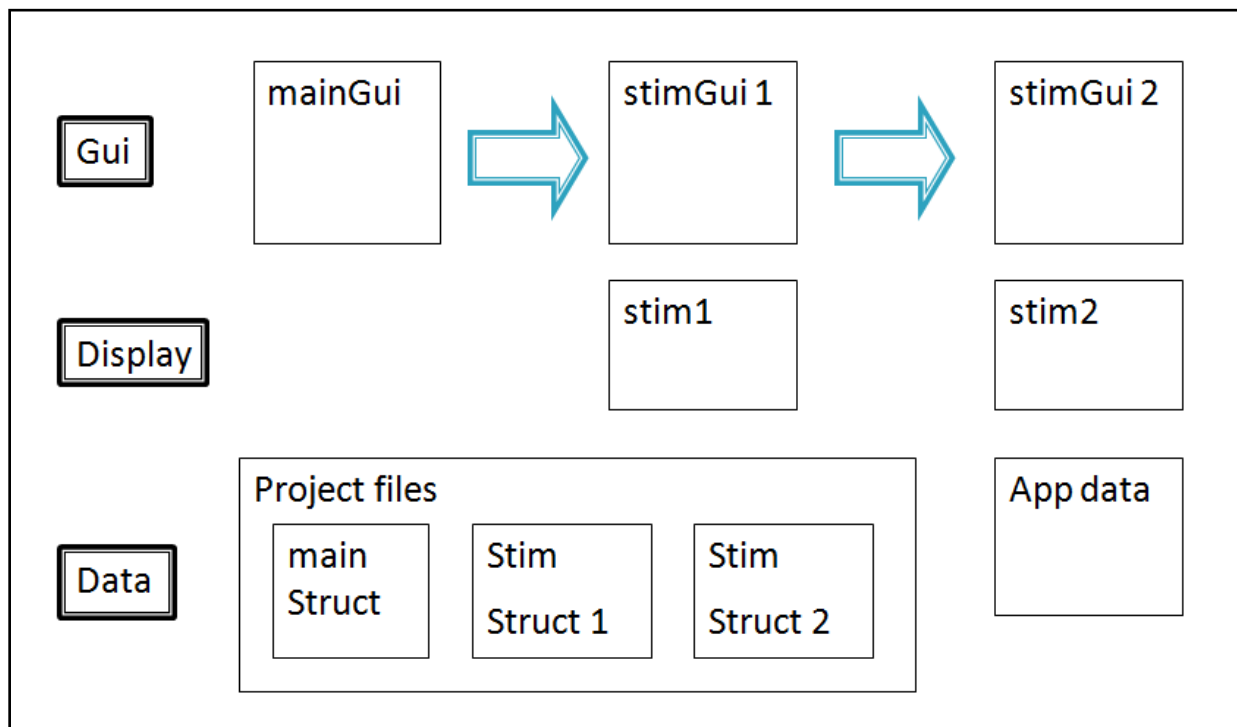 Gui
mainGui
stimGui 1
stimGui 2
Display
stim1
stim2
Data
Project files
main
Struct
Stim
Struct 1
Stim
Struct 2
App data